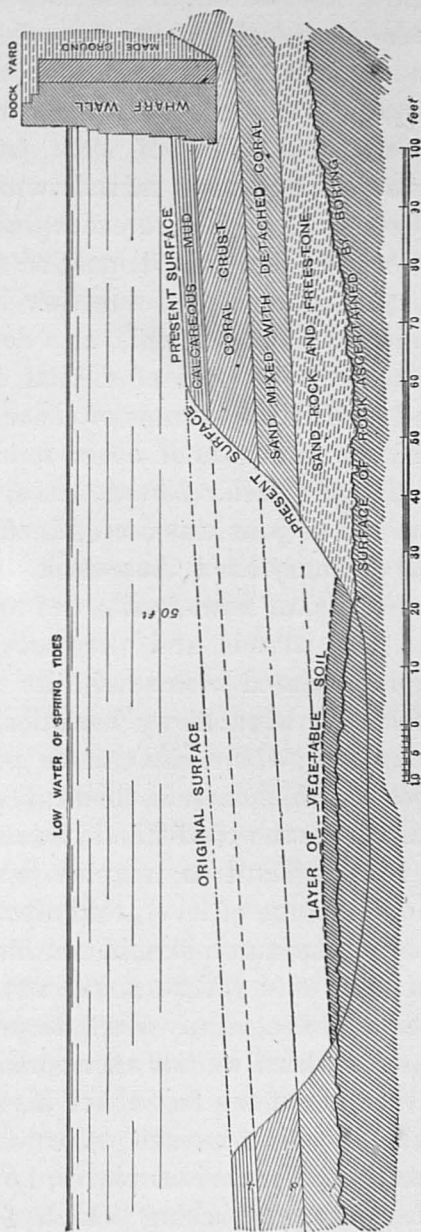 DOCK YARD
MADE GROUND
WHARF WALL
LOW WATER OF SPRING TIDES
50 ft.
ORIGINAL SURFACE
PRESENT SURFACE
CALCAREOUS MUD
CORAL CRUST
PRESENT SURFACE
SAND MIXED WITH DETACHED CORAL
SAND ROCK AND FREESTONE
LAYER OF VEGETABLE SOIL
SURFACE OF ROCK ASCERTAINED BY BORING
10 5 0 10 20 30 40 50 60 70 80 90 100 feet